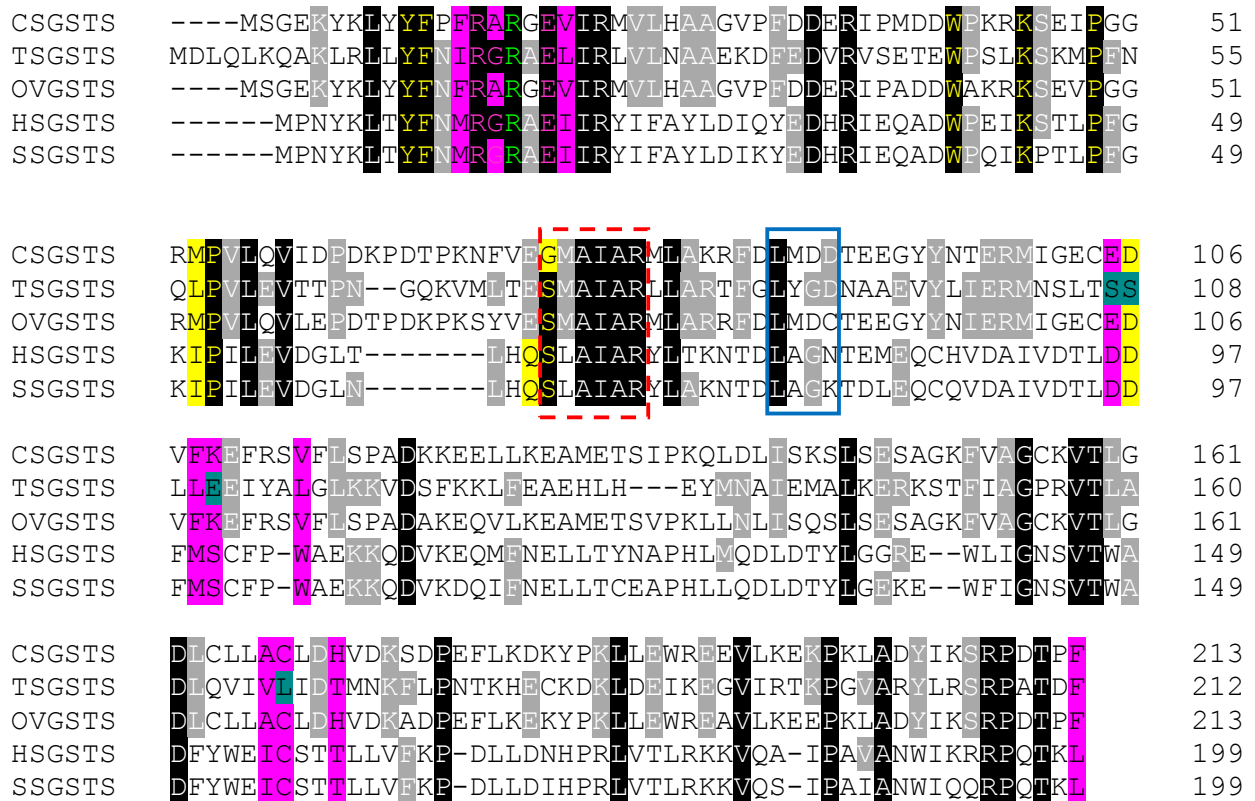 CSGSTS ----MSGEKYKLYYFPFRARGEVIRMVLHAAGVPFDDERIPMDDWPKRKSEIPGG 51
TSGSTS MDLQLKQAKLRLLYFNIRGRAELIRLVLNAAEKDFEDVRVSETEWPSLKSKMPFN 55
OVGSTS ----MSGEKYKLYYFNFRARGEVIRMVLHAAGVPFDDERIPADDWAKRKSEVPGG 51
HSGSTS ------MPNYKLTYFNMRGRAEIIRYIFAYLDIQYEDHRIEQADWPEIKSTLPFG 49
SSGSTS ------MPNYKLTYFNMRGRAEIIRYIFAYLDIKYEDHRIEQADWPQIKPTLPFG 49
CSGSTS RMPVLQVIDPDKPDTPKNFVEGMAIARMLAKRFDLMDDTEEGYYNTERMIGECED 106
TSGSTS QLPVLEVTTPN--GQKVMLTESMAIARLLARTFGLYGDNAAEVYLIERMNSLTSS 108
OVGSTS RMPVLQVLEPDTPDKPKSYVESMAIARMLARRFDLMDCTEEGYYNIERMIGECED 106
HSGSTS KIPILEVDGLT-------LHQSLAIARYLTKNTDLAGNTEMEQCHVDAIVDTLDD 97
SSGSTS KIPILEVDGLN-------LHQSLAIARYLAKNTDLAGKTDLEQCQVDAIVDTLDD 97
CSGSTS VFKEFRSVFLSPADKKEELLKEAMETSIPKQLDLISKSLSESAGKFVAGCKVTLG 161
TSGSTS LLEEIYALGLKKVDSFKKLFEAEHLH---EYMNAIEMALKERKSTFIAGPRVTLA 160
OVGSTS VFKEFRSVFLSPADAKEQVLKEAMETSVPKLLNLISQSLSESAGKFVAGCKVTLG 161
HSGSTS FMSCFP-WAEKKQDVKEQMFNELLTYNAPHLMQDLDTYLGGRE--WLIGNSVTWA 149
SSGSTS FMSCFP-WAEKKQDVKDQIFNELLTCEAPHLLQDLDTYLGEKE--WFIGNSVTWA 149
CSGSTS DLCLLACLDHVDKSDPEFLKDKYPKLLEWREEVLKEKPKLADYIKSRPDTPF 213
TSGSTS DLQVIVLIDTMNKFLPNTKHECKDKLDEIKEGVIRTKPGVARYLRSRPATDF 212
OVGSTS DLCLLACLDHVDKADPEFLKEKYPKLLEWREAVLKEEPKLADYIKSRPDTPF 213
HSGSTS DFYWEICSTTLLVFKP-DLLDNHPRLVTLRKKVQA-IPAVANWIKRRPQTKL 199
SSGSTS DFYWEICSTTLLVFKP-DLLDIHPRLVTLRKKVQS-IPAIANWIQQRPQTKL 199